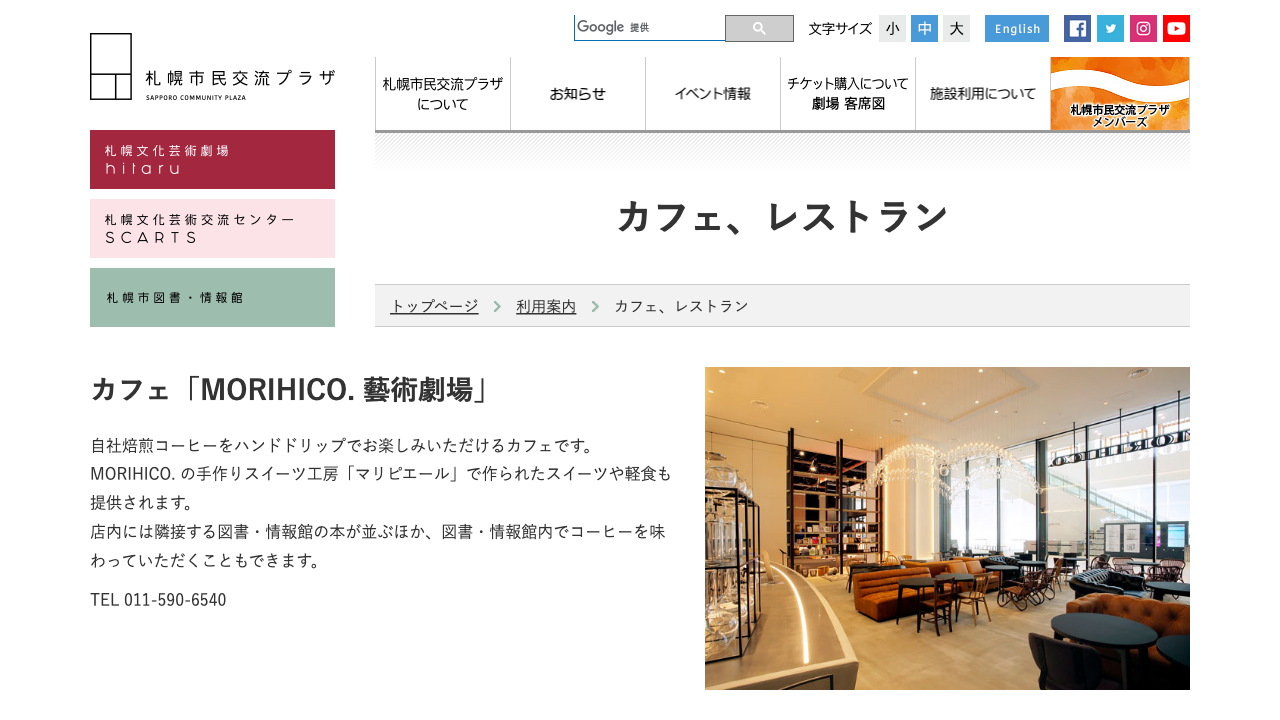 Google 提供
文字サイズ 小 中 大
English
札幌市民交流プラザ
SAPPORO COMMUNITY PLAZA
札幌市民交流プラザ
について
お知らせ
イベント情報
チケット購入について
劇場 客席図
施設利用について
札幌市民交流プラザ
メンバーズ
札幌文化芸術劇場
hitaru
札幌文化芸術交流センター
SCARTS
札幌市図書・情報館
カフェ、レストラン
トップページ
利用案内
カフェ、レストラン
カフェ「MORIHICO. 藝術劇場」
自社焙煎コーヒーをハンドドリップでお楽しみいただけるカフェです。
MORIHICO. の手作りスイーツ工房「マリピエール」で作られたスイーツや軽食も
提供されます。
店内には隣接する図書・情報館の本が並ぶほか、図書・情報館内でコーヒーを味
わっていただくこともできます。
TEL 011-590-6540
MORIHICO.